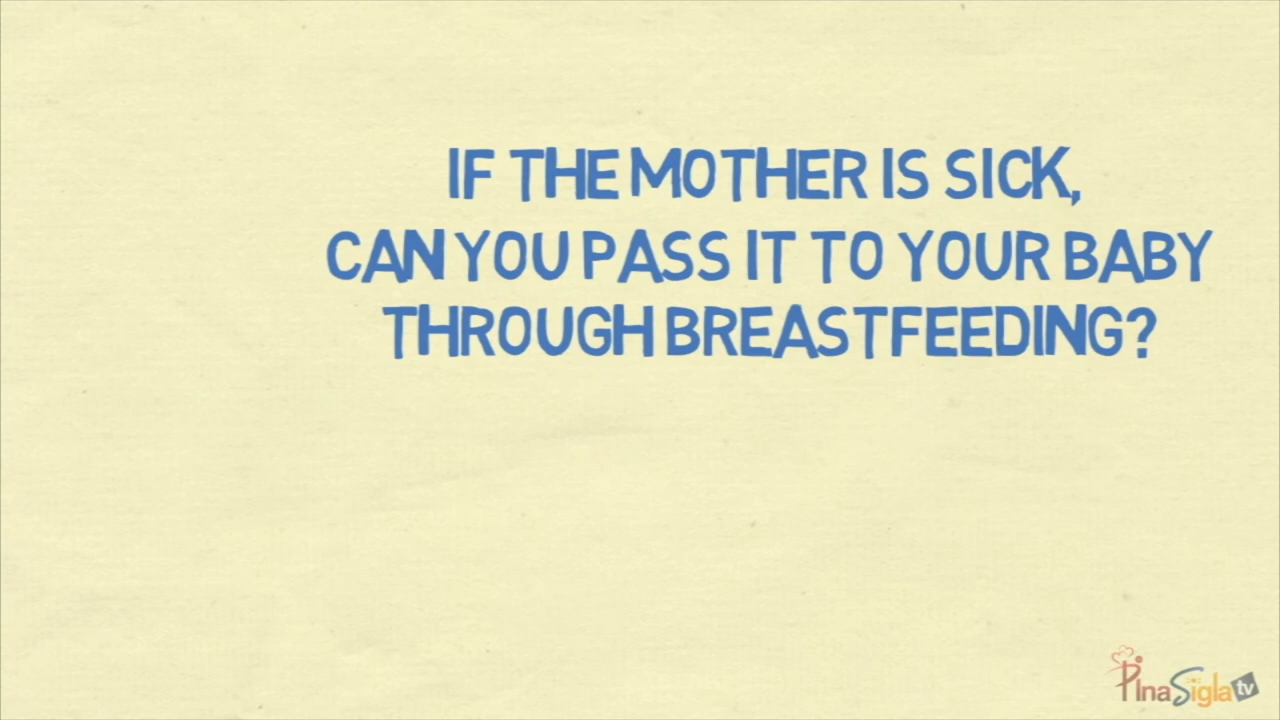 IF THE MOTHER IS SICK,
CAN YOU PASS IT TO YOUR BABY
THROUGH BREASTFEEDING?
PinaSigla tv